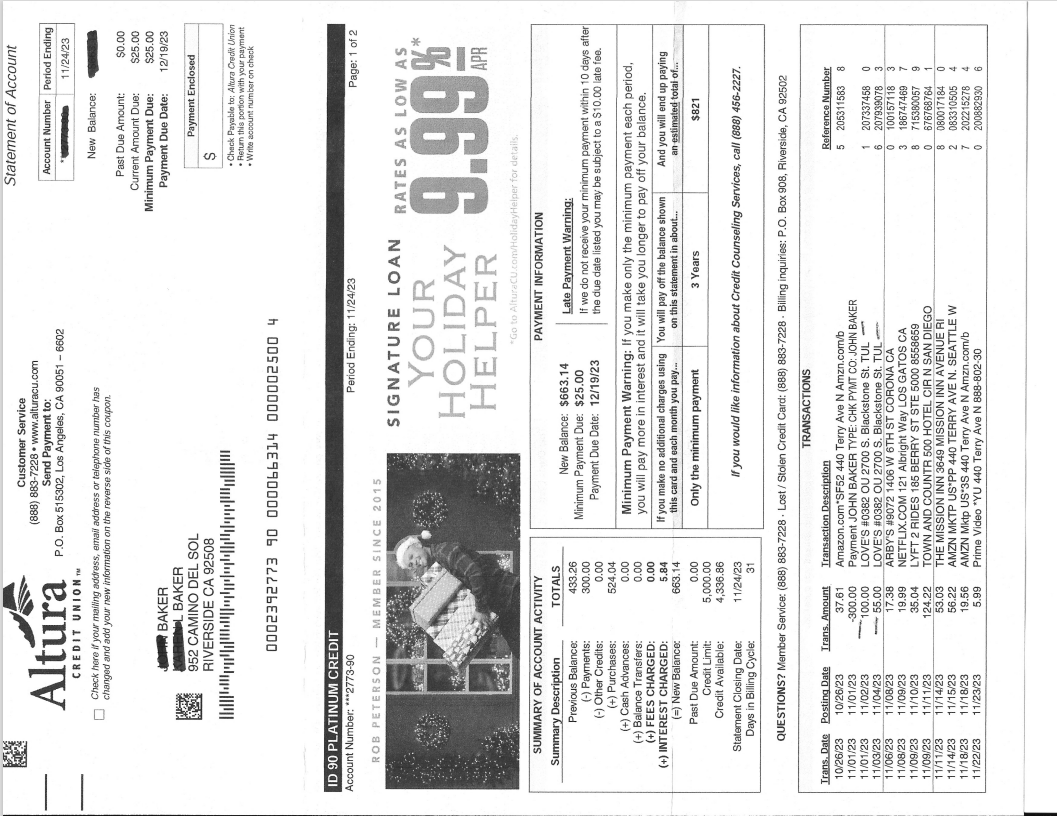 Statement of Account
Altura
CREDIT UNION™
Customer Service
(888) 883-7228 • www.alturacu.com
Send Payment to:
P.O. Box 515302, Los Angeles, CA 90051 – 6602
Account Number Period Ending
11/24/23
New Balance:
Past Due Amount: $0.00
Current Amount Due: $25.00
Minimum Payment Due: $25.00
Payment Due Date: 12/19/23
Payment Enclosed
$
• Check Payable to: Altura Credit Union
• Return this portion with your payment
• Write account number on check
Check here if your mailing address, email address or telephone number has
changed and add your new information on the reverse side of this coupon.
BAKER
L BAKER
952 CAMINO DEL SOL
RIVERSIDE CA 92508
0002392773 90 00066314 000002500 4
ID 90 PLATINUM CREDIT
Account Number: ***2773-90 Period Ending: 11/24/23 Page: 1 of 2
ROB PETERSON — MEMBER SINCE 2015
SIGNATURE LOAN
YOUR
HOLIDAY
HELPER
RATES AS LOW AS
9.99%*
APR
*Go to AlturaCU.com/HolidayHelper for details.
SUMMARY OF ACCOUNT ACTIVITY
Summary Description TOTALS
Previous Balance: 433.26
(-) Payments: 300.00
(-) Other Credits: 0.00
(+) Purchases: 524.04
(+) Cash Advances: 0.00
(+) Balance Transfers: 0.00
(+) FEES CHARGED: 0.00
(+) INTEREST CHARGED: 5.84
(=) New Balance: 663.14
Past Due Amount: 0.00
Credit Limit: 5,000.00
Credit Available: 4,336.86
Statement Closing Date: 11/24/23
Days in Billing Cycle: 31
PAYMENT INFORMATION
New Balance: $663.14
Minimum Payment Due: $25.00
Payment Due Date: 12/19/23
Late Payment Warning:
If we do not receive your minimum payment within 10 days after
the due date listed you may be subject to a $10.00 late fee.
Minimum Payment Warning: If you make only the minimum payment each period,
you will pay more in interest and it will take you longer to pay off your balance.
If you make no additional charges using
this card and each month you pay...
You will pay off the balance shown
on this statement in about...
And you will end up paying
an estimated total of...
Only the minimum payment 3 Years $821
If you would like information about Credit Counseling Services, call (888) 456-2227.
QUESTIONS? Member Service: (888) 883-7228 · Lost / Stolen Credit Card: (888) 883-7228 · Billing inquiries: P.O. Box 908, Riverside, CA 92502
TRANSACTIONS
Trans. Date Posting Date Trans. Amount Transaction Description Reference Number
10/26/23 10/26/23 37.61 Amazon.com*SF52 440 Terry Ave N Amzn.com/b 5 205311583 8
11/01/23 11/01/23 -300.00 Payment JOHN BAKER TYPE: CHK PYMT CO: JOHN BAKER
11/01/23 11/02/23 100.00 LOVE'S #0382 OU 2700 S. Blackstone St. TUL 1 207337458 0
11/03/23 11/04/23 55.00 LOVE'S #0382 OU 2700 S. Blackstone St. TUL 6 207939078 3
11/06/23 11/08/23 17.38 ARBY'S #9072 1406 W 6TH ST CORONA CA 0 100157118 3
11/08/23 11/09/23 19.99 NETFLIX.COM 121 Albright Way LOS GATOS CA 3 186747469 7
11/09/23 11/10/23 35.04 LYFT 2 RIDES 185 BERRY ST STE 5000 8558659 8 715390057 9
11/09/23 11/11/23 124.22 TOWN AND COUNTR 500 HOTEL CIR N SAN DIEGO 0 676768764 1
11/11/23 11/14/23 53.03 THE MISSION INN 3649 MISSION INN AVENUE RI 8 080017184 0
11/14/23 11/15/23 56.22 AMZN MKTP US*PP 440 TERRY AVE N. SEATTLE W 2 083310505 4
11/18/23 11/18/23 19.56 AMZN Mktp US*3S 440 Terry Ave N Amzn.com/b 7 202215278 4
11/22/23 11/23/23 5.99 Prime Video *YU 440 Terry Ave N 888-802-30 0 200882930 6